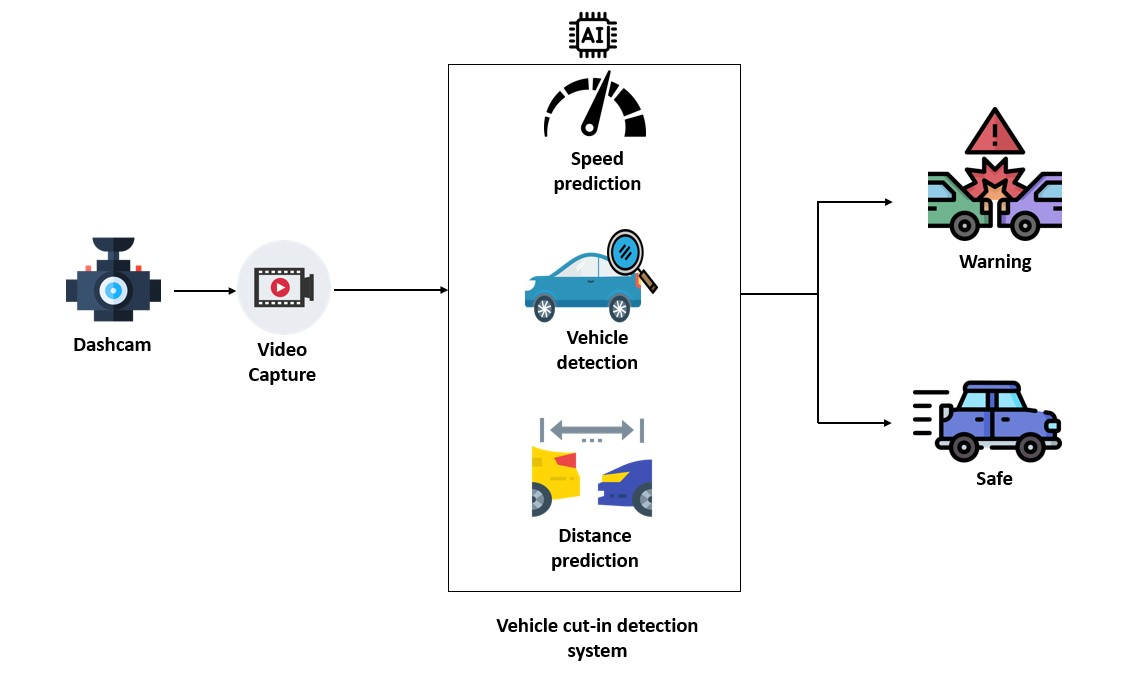 AI
Speed
prediction
Dashcam
Video
Capture
Vehicle
detection
Distance
prediction
Vehicle cut-in detection
system
Warning
Safe